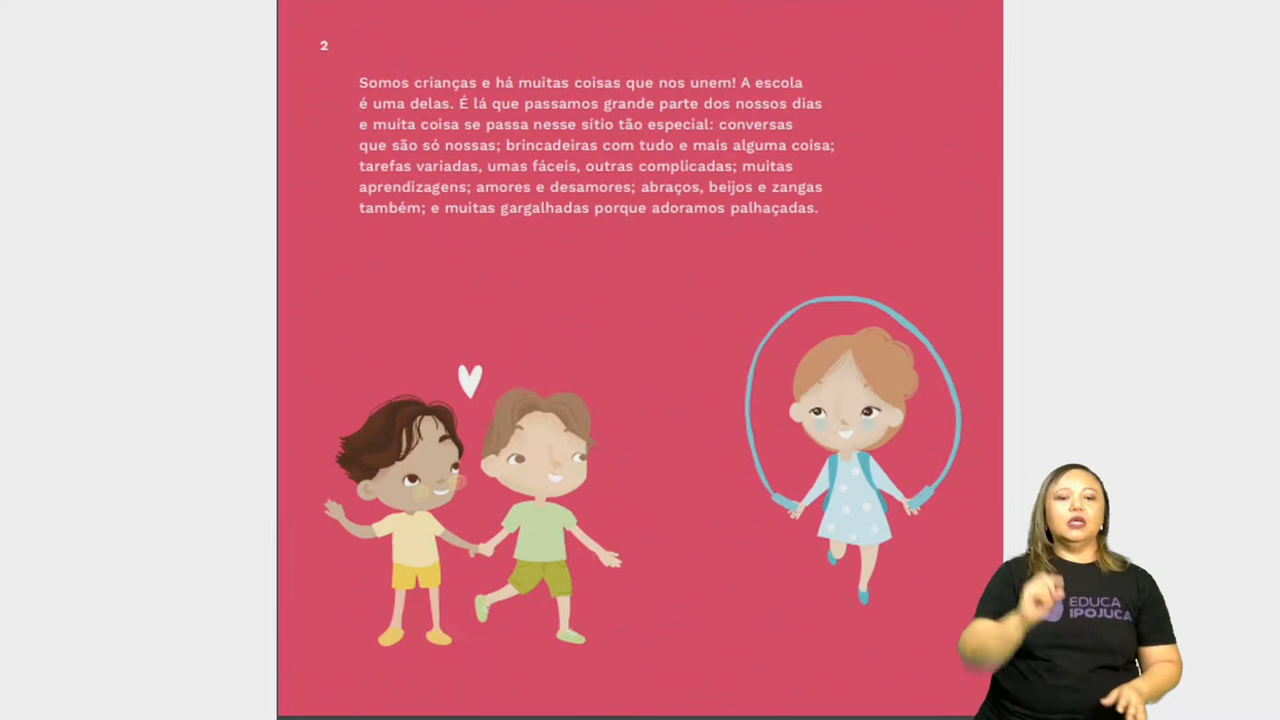 2
Somos crianças e há muitas coisas que nos unem! A escola
é uma delas. É lá que passamos grande parte dos nossos dias
e muita coisa se passa nesse sítio tão especial: conversas
que são só nossas; brincadeiras com tudo e mais alguma coisa;
tarefas variadas, umas fáceis, outras complicadas; muitas
aprendizagens; amores e desamores; abraços, beijos e zangas
também; e muitas gargalhadas porque adoramos palhaçadas.
EDUCA
IPOJUCA